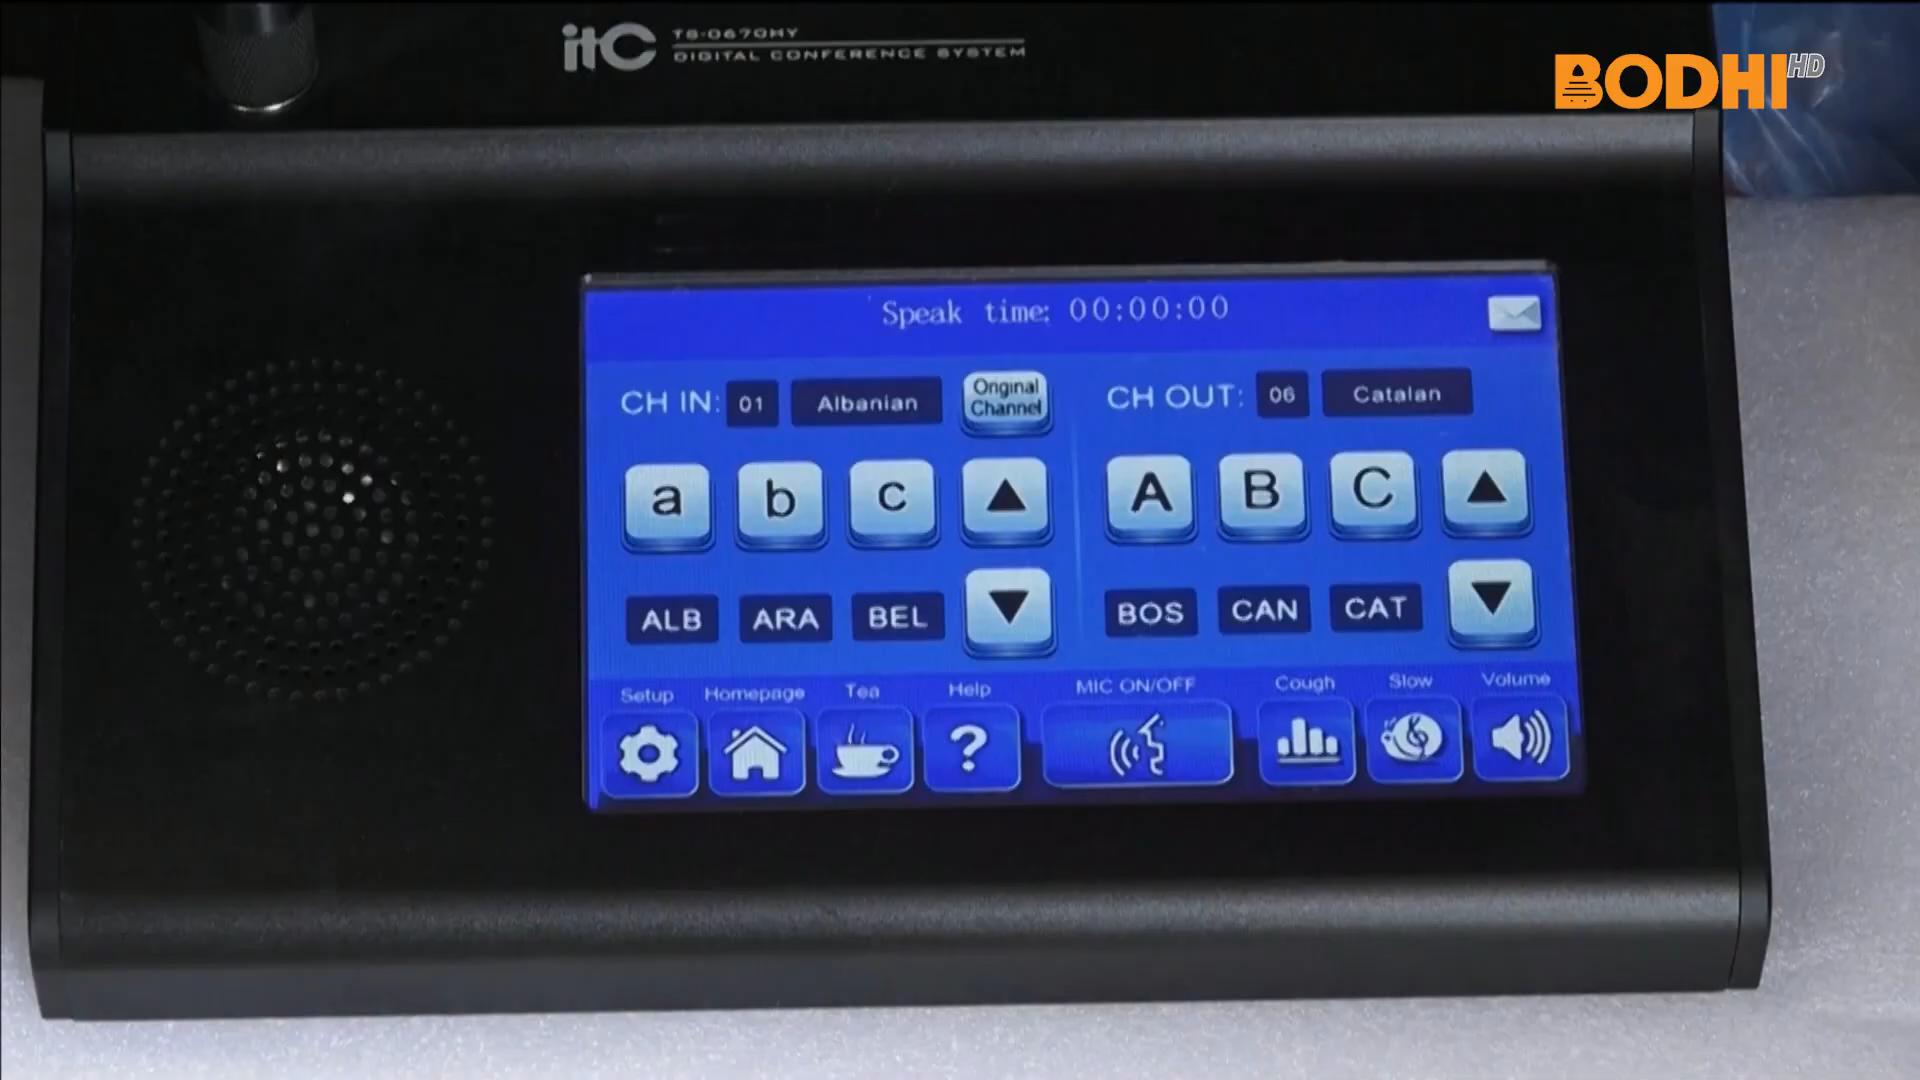 itC TS-0670HY
DIGITAL CONFERENCE SYSTEM
BODHI HD
Speak time: 00:00:00
CH IN: 01 Albanian Original Channel CH OUT: 06 Catalan
a b c A B C
ALB ARA BEL BOS CAN CAT
Setup Homepage Tea Help MIC ON/OFF Cough Slow Volume
?